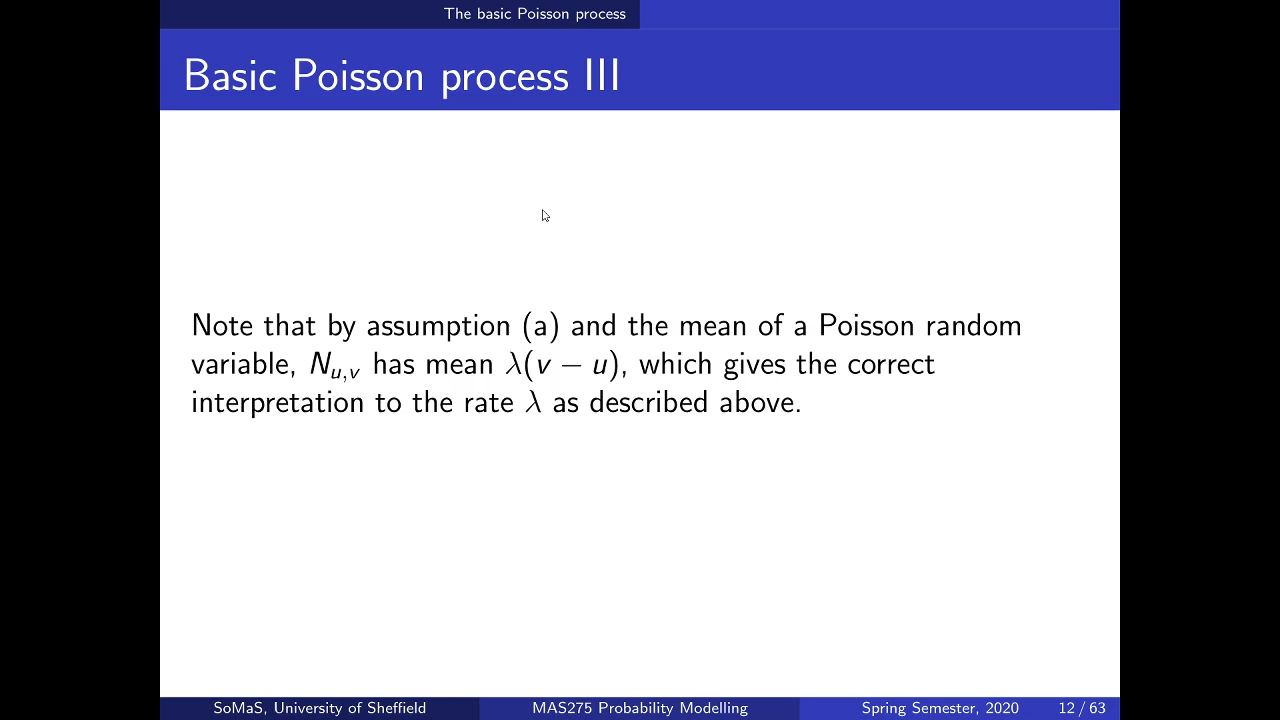 The basic Poisson process
Basic Poisson process III
Note that by assumption (a) and the mean of a Poisson random
variable, N_{u,v} has mean λ(v − u), which gives the correct
interpretation to the rate λ as described above.
SoMaS, University of Sheffield MAS275 Probability Modelling Spring Semester, 2020 12 / 63